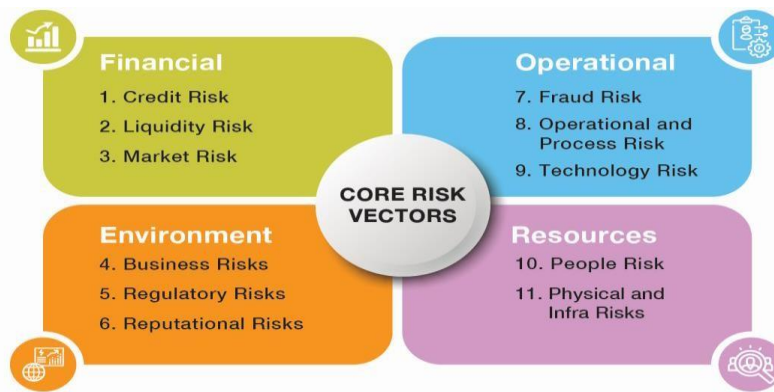 Financial
1. Credit Risk
2. Liquidity Risk
3. Market Risk
Operational
7. Fraud Risk
8. Operational and
Process Risk
9. Technology Risk
CORE RISK
VECTORS
Environment
4. Business Risks
5. Regulatory Risks
6. Reputational Risks
Resources
10. People Risk
11. Physical and
Infra Risks